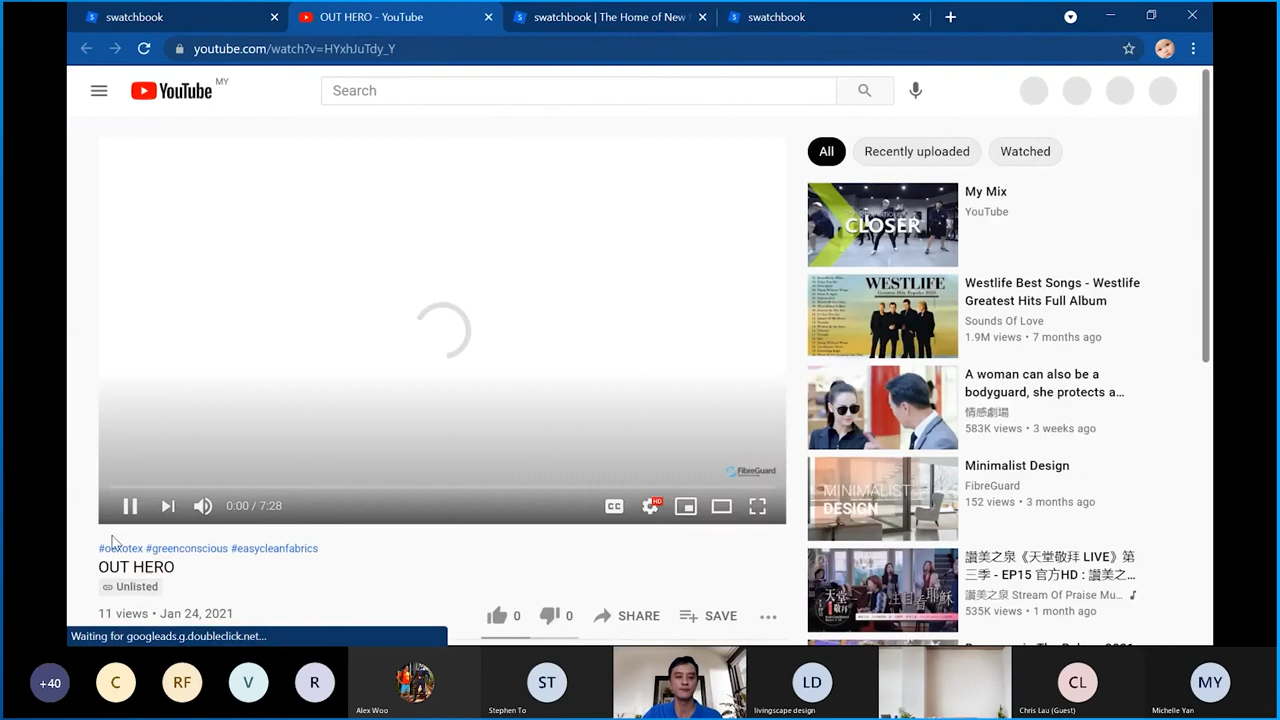 swatchbook
OUT HERO - YouTube
swatchbook | The Home of New
swatchbook
youtube.com/watch?v=HYxhJuTdy_Y
YouTube MY
Search
All
Recently uploaded
Watched
CLOSER
My Mix
YouTube
WESTLIFE
Westlife Best Songs - Westlife
Greatest Hits Full Album
Sounds Of Love
1.9M views • 7 months ago
A woman can also be a
bodyguard, she protects a…
情感劇場
583K views • 3 weeks ago
MINIMALIST
DESIGN
Minimalist Design
FibreGuard
152 views • 3 months ago
讚美之泉《天堂敬拜 LIVE》第
三季 - EP15 官方HD : 讚美之…
讚美之泉 Stream Of Praise Mu…
535K views • 1 month ago
FibreGuard
0:00 / 7:28
CC
HD
#oekotex #greenconscious #easycleanfabrics
OUT HERO
Unlisted
11 views • Jan 24, 2021
0
0
SHARE
SAVE
Waiting for googleads.g.doubleclick.net...
+40
C
RF
V
R
Alex Woo
ST
Stephen To
LD
livingscape design
CL
Chris Lau (Guest)
MY
Michelle Yan